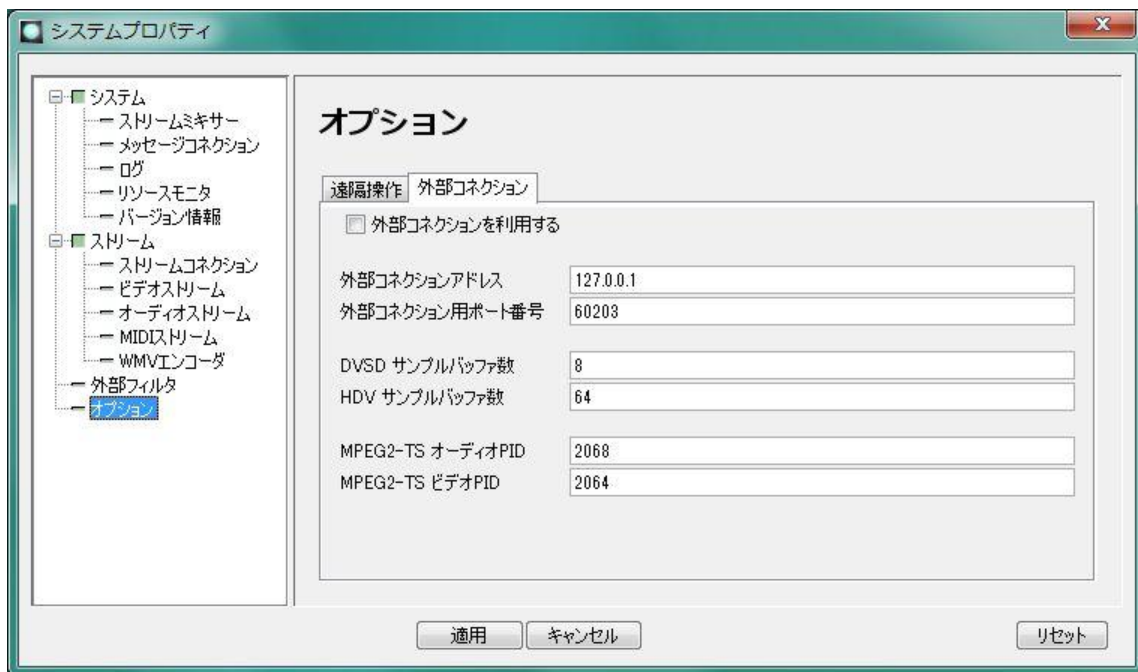 システムプロパティ
システム
ストリームミキサー
メッセージコネクション
ログ
リソースモニタ
バージョン情報
ストリーム
ストリームコネクション
ビデオストリーム
オーディオストリーム
MIDIストリーム
WMVエンコーダ
外部フィルタ
オプション
オプション
遠隔操作 外部コネクション
外部コネクションを利用する
外部コネクションアドレス 127.0.0.1
外部コネクション用ポート番号 60203
DVSD サンプルバッファ数 8
HDV サンプルバッファ数 64
MPEG2-TS オーディオPID 2068
MPEG2-TS ビデオPID 2064
適用 キャンセル リセット